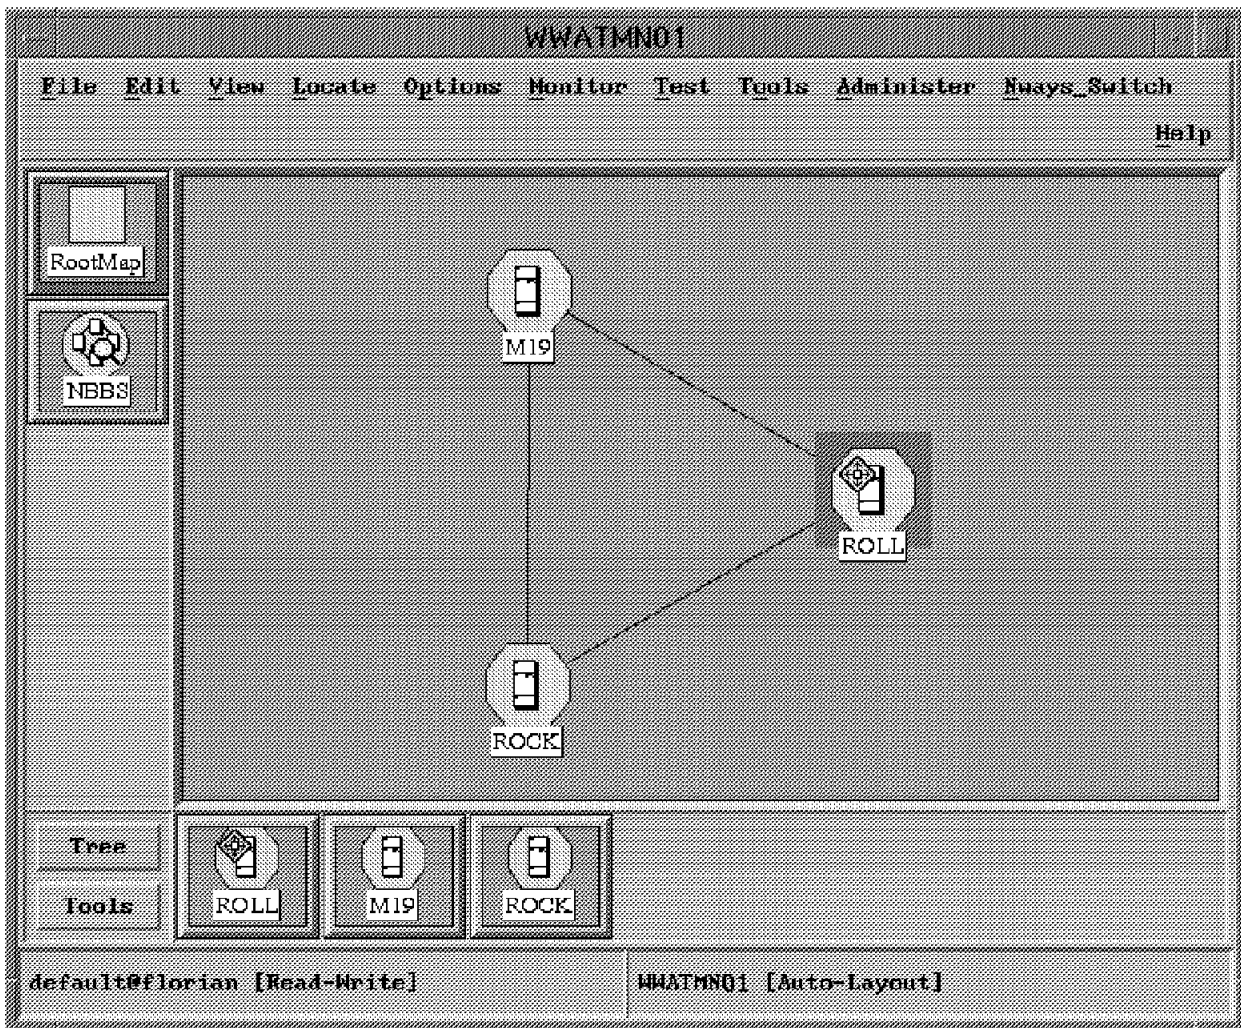 WWATMN01
File Edit View Locate Options Monitor Test Tools Administer Nways_Switch
Help
RootMap
NBBS
M19
ROLL
ROCK
Tree
Tools
ROLL M19 ROCK
default@florian [Read-Write] WWATMN01 [Auto-Layout]